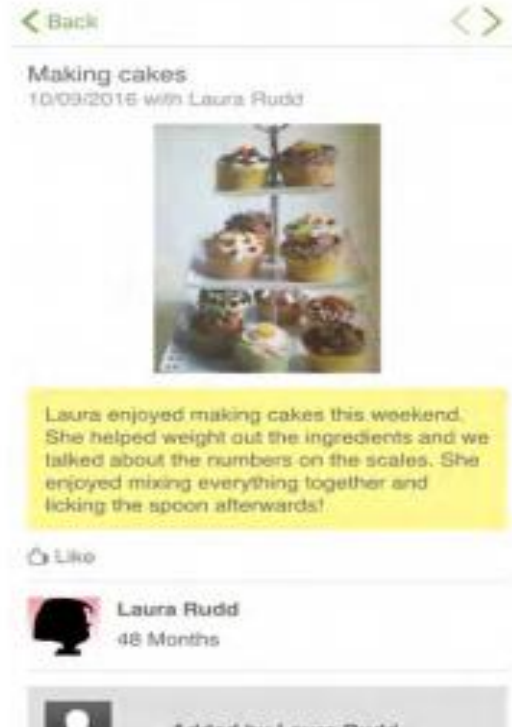 Back
Making cakes
10/09/2016 with Laura Rudd
Laura enjoyed making cakes this weekend.
She helped weight out the ingredients and we
talked about the numbers on the scales. She
enjoyed mixing everything together and
licking the spoon afterwards!
Like
Laura Rudd
48 Months
Added by Laura Rudd